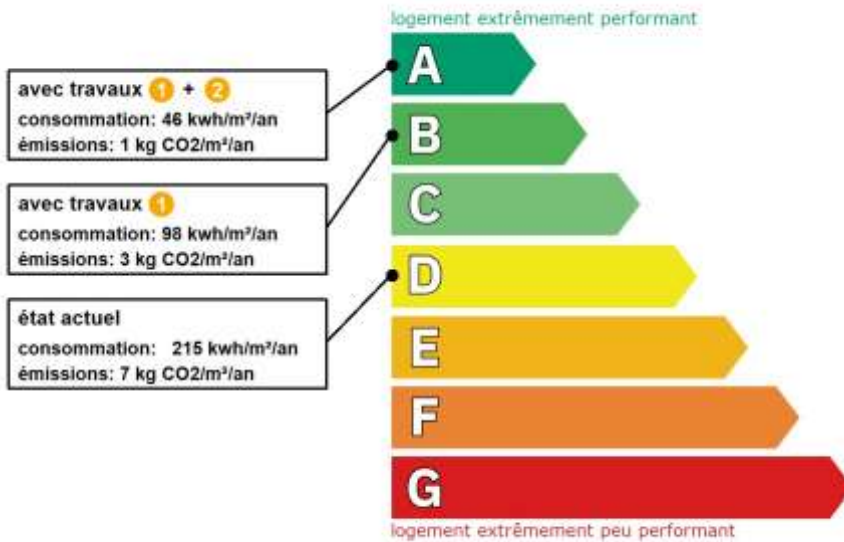 logement extrêmement performant
avec travaux 1 + 2
consommation: 46 kwh/m²/an
émissions: 1 kg CO2/m²/an
avec travaux 1
consommation: 98 kwh/m²/an
émissions: 3 kg CO2/m²/an
état actuel
consommation: 215 kwh/m²/an
émissions: 7 kg CO2/m²/an
A
B
C
D
E
F
G
logement extrêmement peu performant